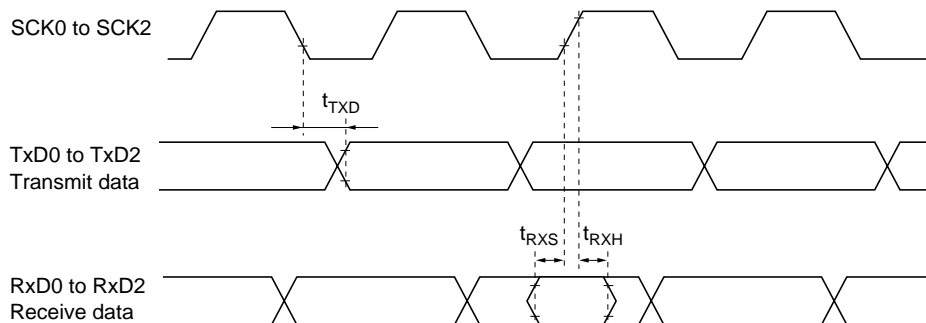 SCK0 to SCK2
tTXD
TxD0 to TxD2
Transmit data
tRXS
tRXH
RxD0 to RxD2
Receive data